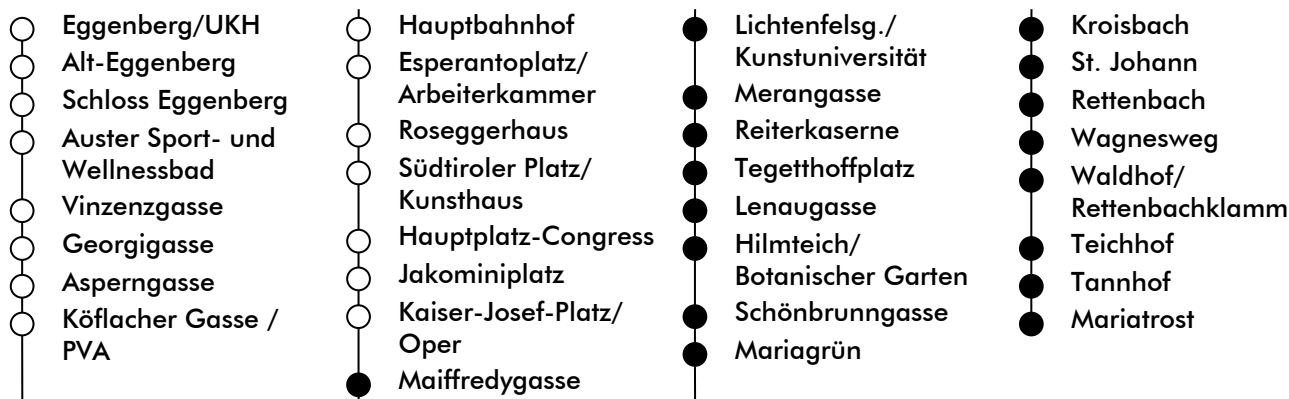 Eggenberg/UKH
Alt-Eggenberg
Schloss Eggenberg
Auster Sport- und
Wellnessbad
Vinzenzgasse
Georgigasse
Asperngasse
Köflacher Gasse /
PVA
Hauptbahnhof
Esperantoplatz/
Arbeiterkammer
Roseggerhaus
Südtiroler Platz/
Kunsthaus
Hauptplatz-Congress
Jakominiplatz
Kaiser-Josef-Platz/
Oper
Maiffredygasse
Lichtenfelsg./
Kunstuniversität
Merangasse
Reiterkaserne
Tegetthoffplatz
Lenaugasse
Hilmteich/
Botanischer Garten
Schönbrunngasse
Mariagrün
Kroisbach
St. Johann
Rettenbach
Wagnesweg
Waldhof/
Rettenbachklamm
Teichhof
Tannhof
Mariatrost